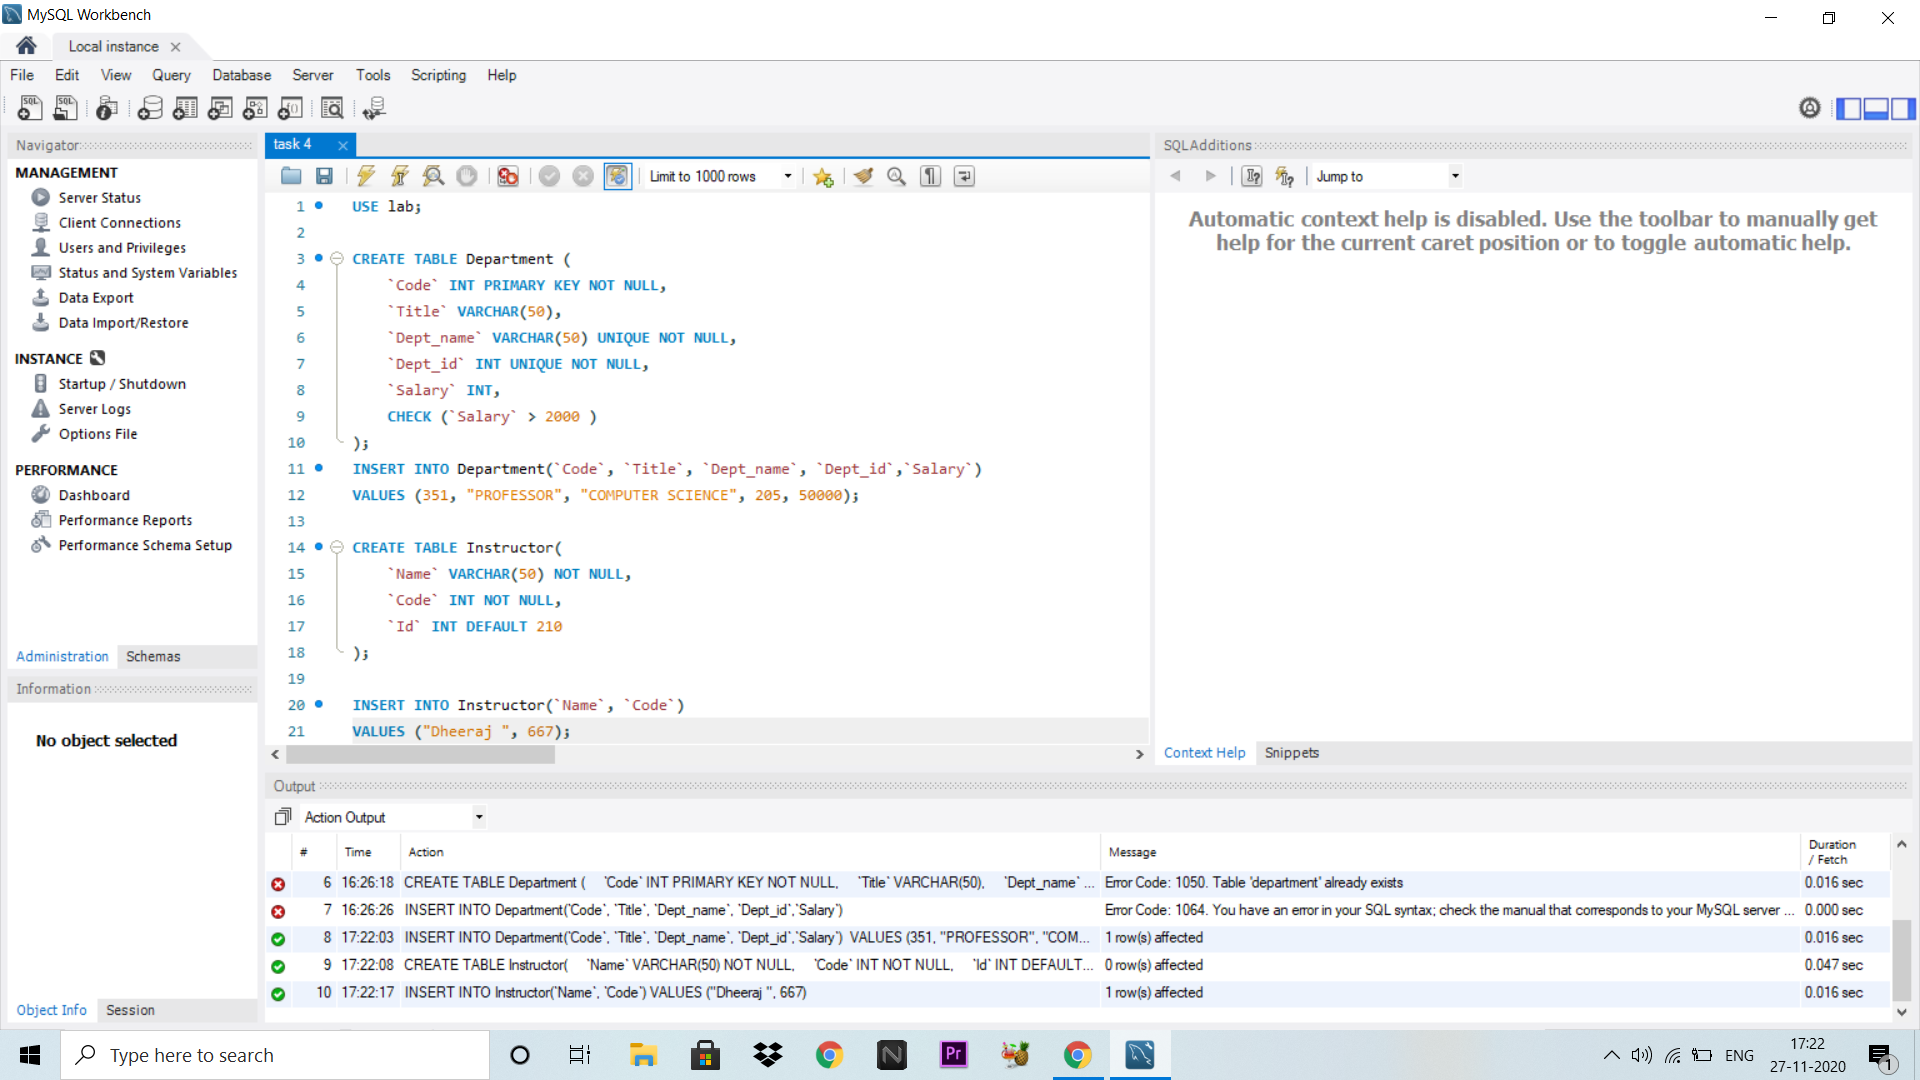 MySQL Workbench
Local instance
File Edit View Query Database Server Tools Scripting Help
Navigator
MANAGEMENT
Server Status
Client Connections
Users and Privileges
Status and System Variables
Data Export
Data Import/Restore
INSTANCE
Startup / Shutdown
Server Logs
Options File
PERFORMANCE
Dashboard
Performance Reports
Performance Schema Setup
Administration Schemas
Information
No object selected
Object Info Session
task 4
Limit to 1000 rows
1 USE lab;
2
3 CREATE TABLE Department (
4 `Code` INT PRIMARY KEY NOT NULL,
5 `Title` VARCHAR(50),
6 `Dept_name` VARCHAR(50) UNIQUE NOT NULL,
7 `Dept_id` INT UNIQUE NOT NULL,
8 `Salary` INT,
9 CHECK (`Salary` > 2000 )
10 );
11 INSERT INTO Department(`Code`, `Title`, `Dept_name`, `Dept_id`,`Salary`)
12 VALUES (351, "PROFESSOR", "COMPUTER SCIENCE", 205, 50000);
13
14 CREATE TABLE Instructor(
15 `Name` VARCHAR(50) NOT NULL,
16 `Code` INT NOT NULL,
17 `Id` INT DEFAULT 210
18 );
19
20 INSERT INTO Instructor(`Name`, `Code`)
21 VALUES ("Dheeraj ", 667);
SQLAdditions
Jump to
Automatic context help is disabled. Use the toolbar to manually get
help for the current caret position or to toggle automatic help.
Context Help Snippets
Output
Action Output
# Time Action Message Duration / Fetch
6 16:26:18 CREATE TABLE Department ( `Code` INT PRIMARY KEY NOT NULL, `Title` VARCHAR(50), `Dept_name` ... Error Code: 1050. Table 'department' already exists 0.016 sec
7 16:26:26 INSERT INTO Department(`Code`, `Title`, `Dept_name`, `Dept_id`,`Salary`) Error Code: 1064. You have an error in your SQL syntax; check the manual that corresponds to your MySQL server ... 0.000 sec
8 17:22:03 INSERT INTO Department(`Code`, `Title`, `Dept_name`, `Dept_id`,`Salary`) VALUES (351, "PROFESSOR", "COM... 1 row(s) affected 0.016 sec
9 17:22:08 CREATE TABLE Instructor( `Name` VARCHAR(50) NOT NULL, `Code` INT NOT NULL, `Id` INT DEFAULT... 0 row(s) affected 0.047 sec
10 17:22:17 INSERT INTO Instructor(`Name`, `Code`) VALUES ("Dheeraj ", 667) 1 row(s) affected 0.016 sec
Type here to search
N
Pr
ENG
17:22
27-11-2020
1